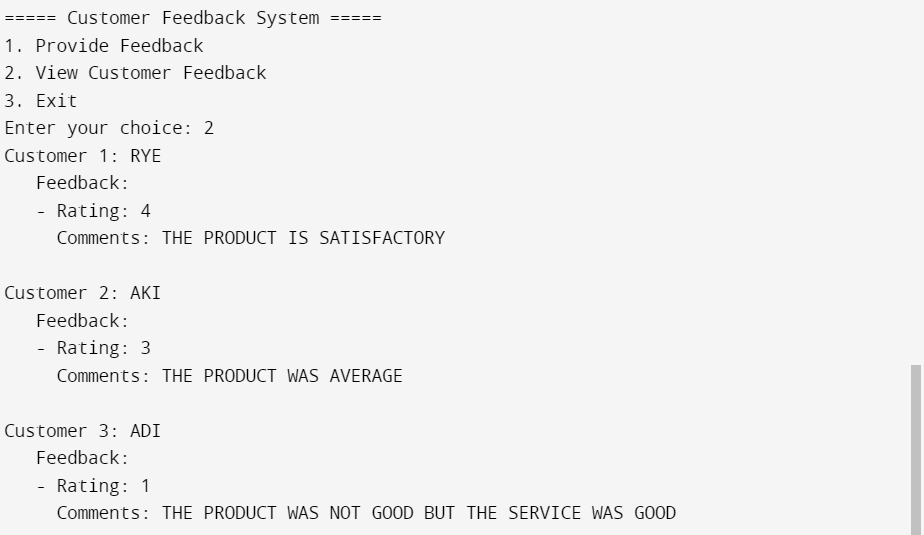 ===== Customer Feedback System =====
1. Provide Feedback
2. View Customer Feedback
3. Exit
Enter your choice: 2
Customer 1: RYE
Feedback:
- Rating: 4
Comments: THE PRODUCT IS SATISFACTORY
Customer 2: AKI
Feedback:
- Rating: 3
Comments: THE PRODUCT WAS AVERAGE
Customer 3: ADI
Feedback:
- Rating: 1
Comments: THE PRODUCT WAS NOT GOOD BUT THE SERVICE WAS GOOD